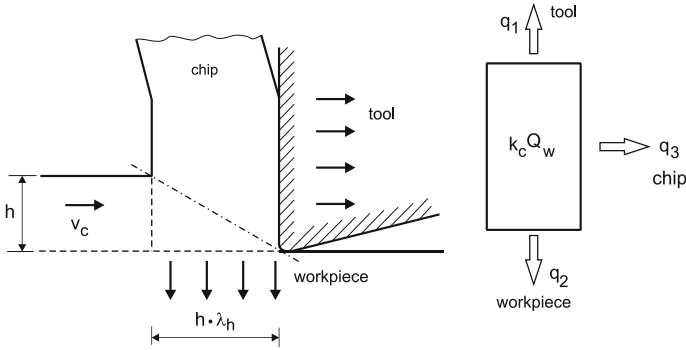 chip
tool
h
v_c
workpiece
h·λ_h
q_1
tool
k_cQ_w
q_3
chip
q_2
workpiece